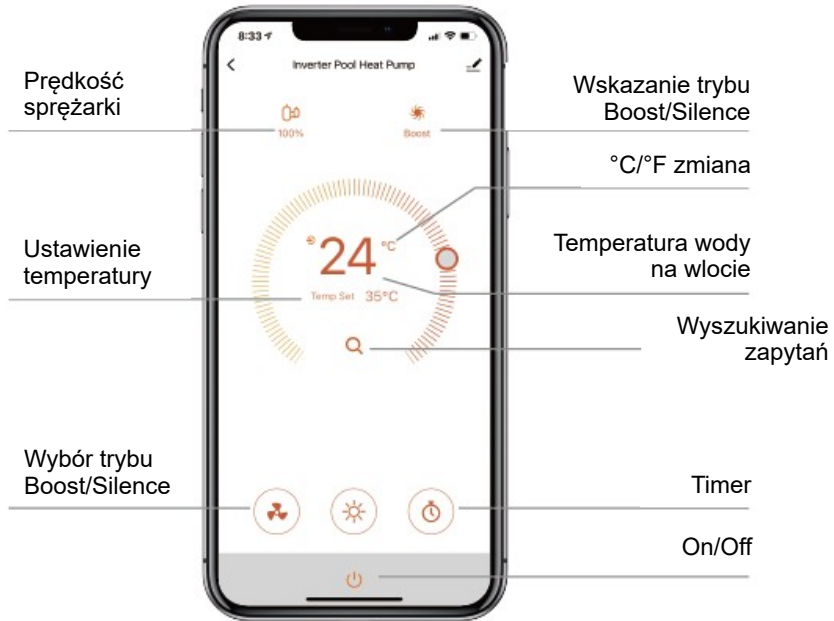 8:33
Inverter Pool Heat Pump
Prędkość
sprężarki
Wskazanie trybu
Boost/Silence
100%
Boost
°C/°F zmiana
24 °C
Ustawienie
temperatury
Temperatura wody
na wlocie
Temp Set 35°C
Wyszukiwanie
zapytań
Wybór trybu
Boost/Silence
Timer
On/Off